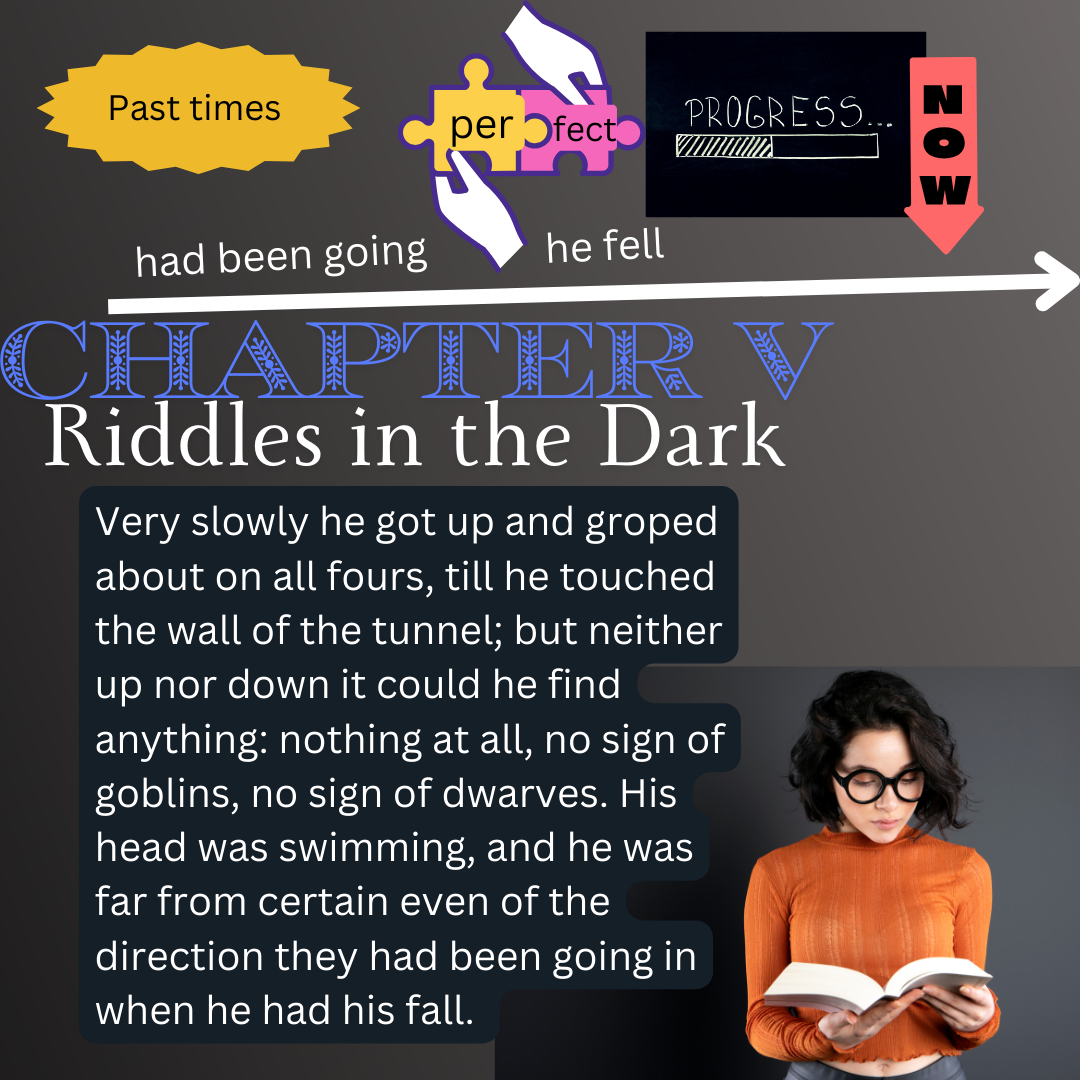 Past times
per fect
PROGRESS...
NOW
had been going he fell
CHAPTER V
Riddles in the Dark
Very slowly he got up and groped
about on all fours, till he touched
the wall of the tunnel; but neither
up nor down it could he find
anything: nothing at all, no sign of
goblins, no sign of dwarves. His
head was swimming, and he was
far from certain even of the
direction they had been going in
when he had his fall.